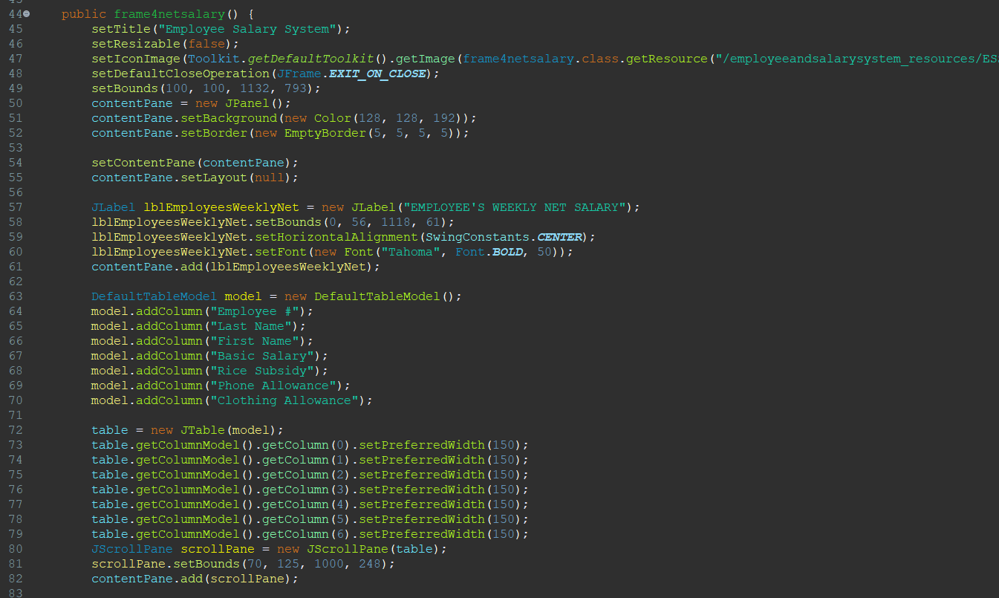 44 public frame4netsalary() {
45 setTitle("Employee Salary System");
46 setResizable(false);
47 setIconImage(Toolkit.getDefaultToolkit().getImage(frame4netsalary.class.getResource("/employeeandsalarysystem_resources/ES
48 setDefaultCloseOperation(JFrame.EXIT_ON_CLOSE);
49 setBounds(100, 100, 1132, 793);
50 contentPane = new JPanel();
51 contentPane.setBackground(new Color(128, 128, 192));
52 contentPane.setBorder(new EmptyBorder(5, 5, 5, 5));
53
54 setContentPane(contentPane);
55 contentPane.setLayout(null);
56
57 JLabel lblEmployeesWeeklyNet = new JLabel("EMPLOYEE'S WEEKLY NET SALARY");
58 lblEmployeesWeeklyNet.setBounds(0, 56, 1118, 61);
59 lblEmployeesWeeklyNet.setHorizontalAlignment(SwingConstants.CENTER);
60 lblEmployeesWeeklyNet.setFont(new Font("Tahoma", Font.BOLD, 50));
61 contentPane.add(lblEmployeesWeeklyNet);
62
63 DefaultTableModel model = new DefaultTableModel();
64 model.addColumn("Employee #");
65 model.addColumn("Last Name");
66 model.addColumn("First Name");
67 model.addColumn("Basic Salary");
68 model.addColumn("Rice Subsidy");
69 model.addColumn("Phone Allowance");
70 model.addColumn("Clothing Allowance");
71
72 table = new JTable(model);
73 table.getColumnModel().getColumn(0).setPreferredWidth(150);
74 table.getColumnModel().getColumn(1).setPreferredWidth(150);
75 table.getColumnModel().getColumn(2).setPreferredWidth(150);
76 table.getColumnModel().getColumn(3).setPreferredWidth(150);
77 table.getColumnModel().getColumn(4).setPreferredWidth(150);
78 table.getColumnModel().getColumn(5).setPreferredWidth(150);
79 table.getColumnModel().getColumn(6).setPreferredWidth(150);
80 JScrollPane scrollPane = new JScrollPane(table);
81 scrollPane.setBounds(70, 125, 1000, 248);
82 contentPane.add(scrollPane);
83